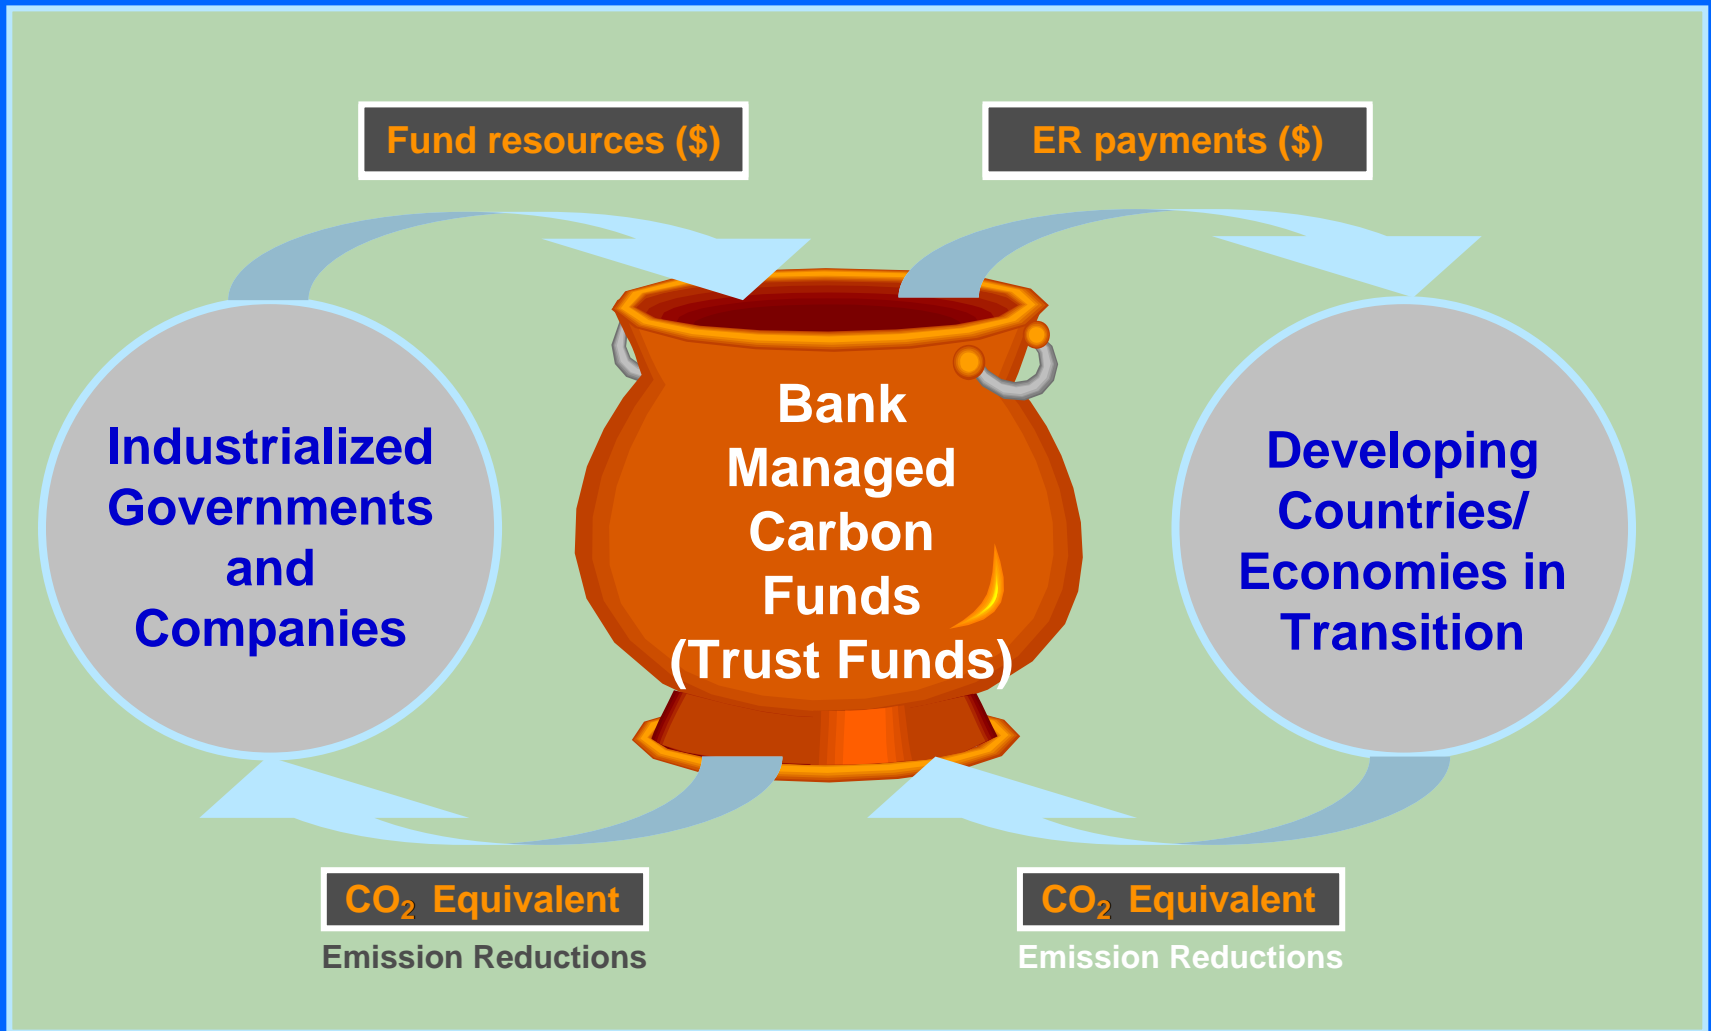 Fund resources ($)
ER payments ($)
Industrialized
Governments
and
Companies
Bank
Managed
Carbon
Funds
(Trust Funds)
Developing
Countries/
Economies in
Transition
CO₂ Equivalent
Emission Reductions
CO₂ Equivalent
Emission Reductions